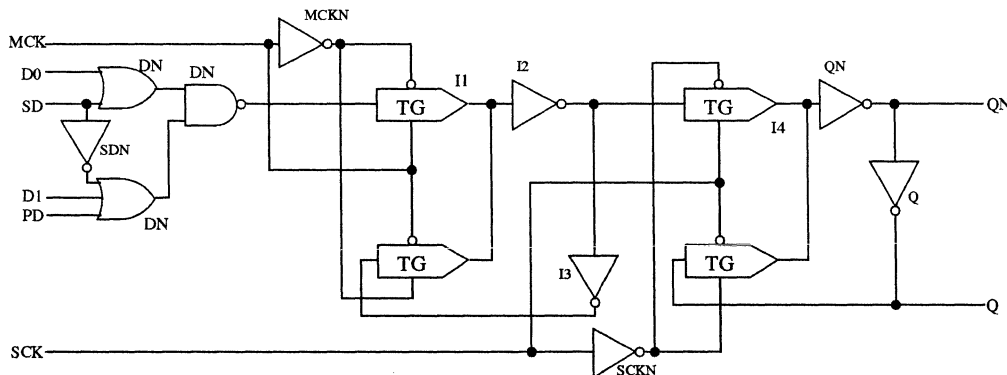 MCKN
MCK
DN
DN
D0
SD
SDN
D1
PD
DN
TG
I1
I2
TG
I4
QN
QN
Q
TG
I3
TG
Q
SCK
SCKN